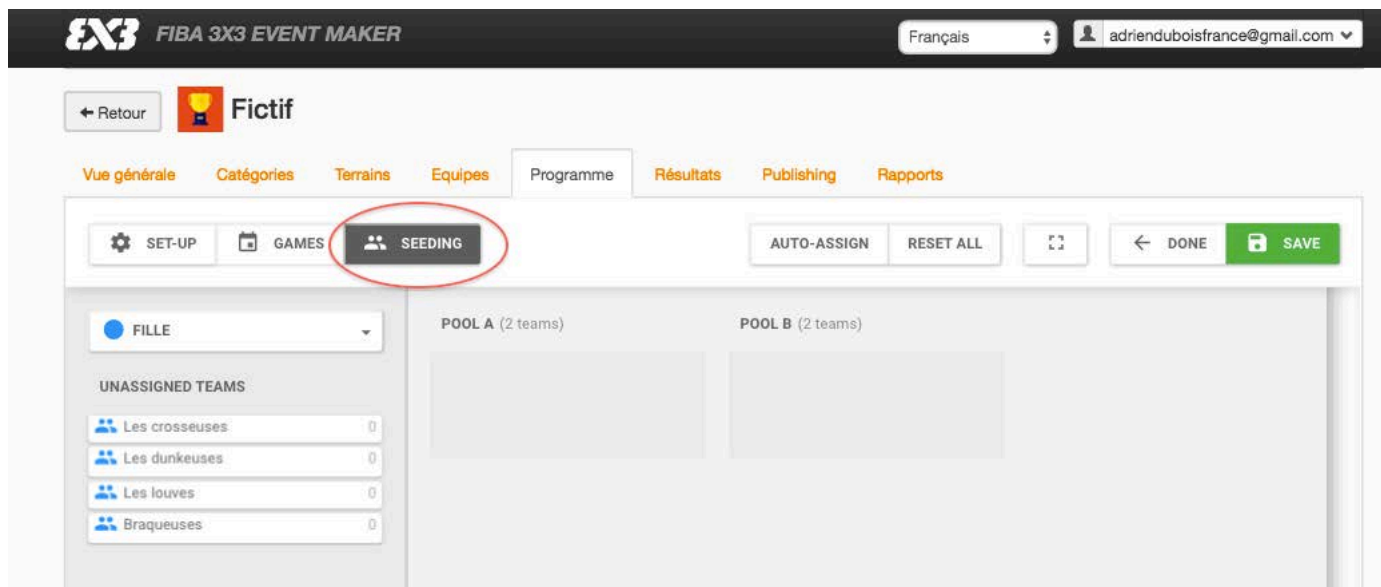 3X3 FIBA 3X3 EVENT MAKER Français adrienduboisfrance@gmail.com
Retour Fictif
Vue générale Catégories Terrains Equipes Programme Résultats Publishing Rapports
SET-UP GAMES SEEDING AUTO-ASSIGN RESET ALL DONE SAVE
FILLE POOL A (2 teams) POOL B (2 teams)
UNASSIGNED TEAMS
Les crosseuses 0
Les dunkeuses 0
Les louves 0
Braqueuses 0